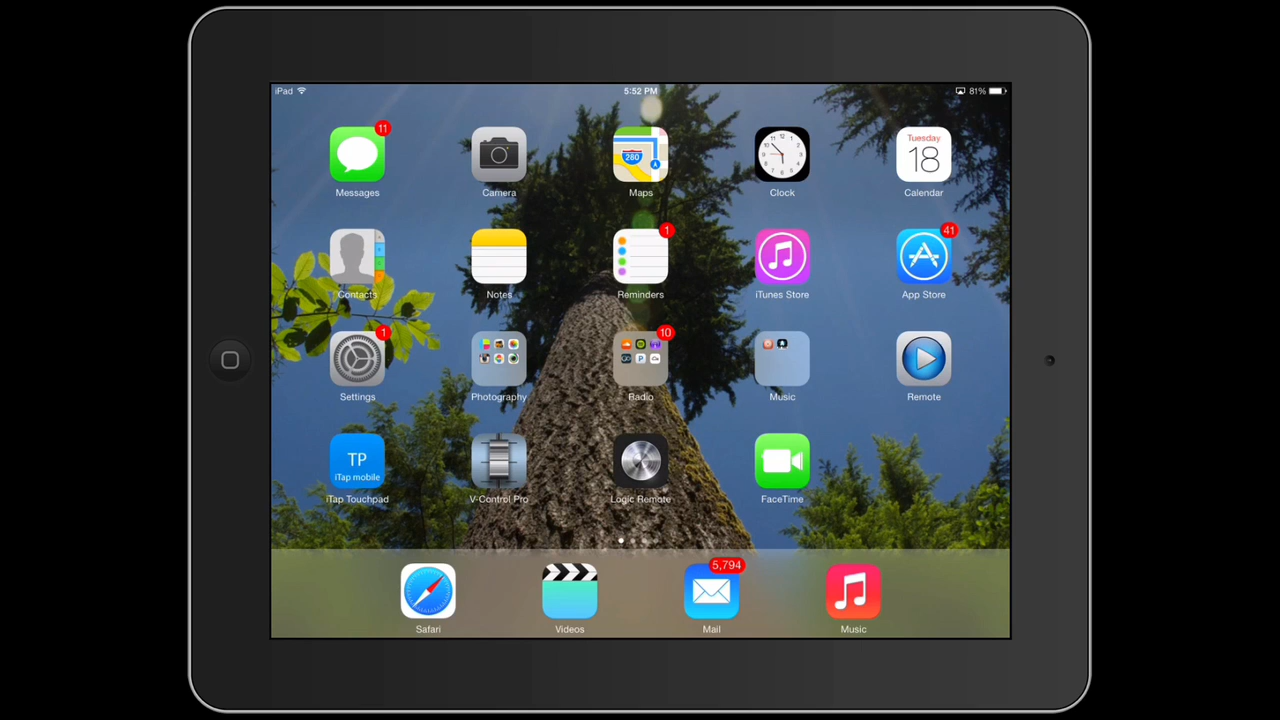 iPad 5:52 PM 81%
11
Messages Camera Maps Clock Calendar
280
Tuesday
18
1 41
Contacts Notes Reminders iTunes Store App Store
1 10
Settings Photography Radio Music Remote
TP
iTap mobile
iTap Touchpad V-Control Pro Logic Remote FaceTime
5,794
Safari Videos Mail Music